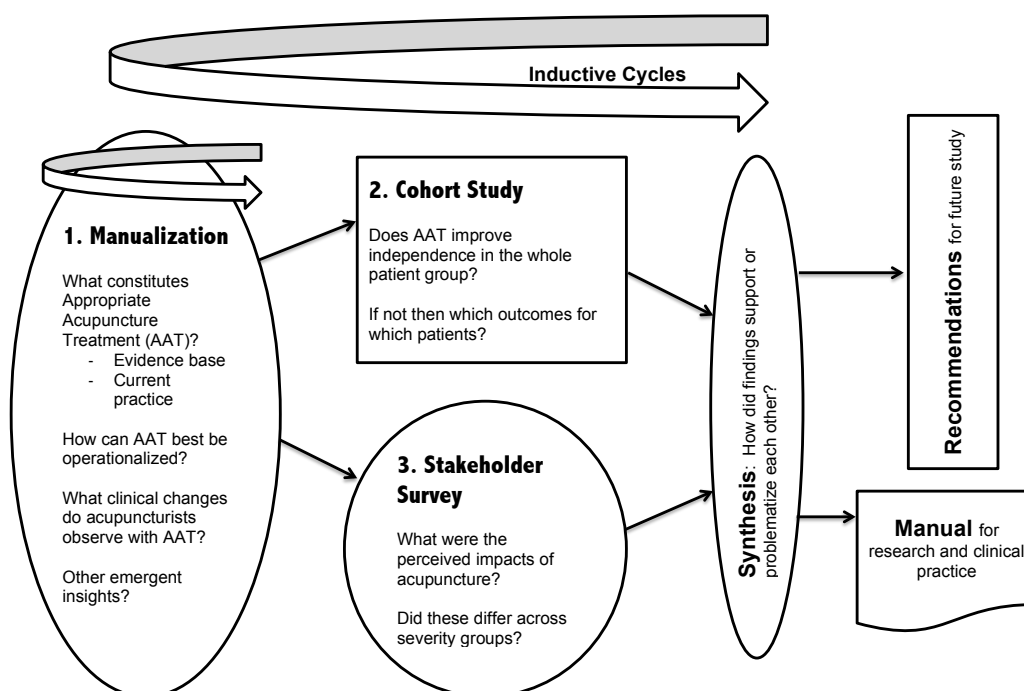 Inductive Cycles
1. Manualization
What constitutes
Appropriate
Acupuncture
Treatment (AAT)?
- Evidence base
- Current
practice
How can AAT best be
operationalized?
What clinical changes
do acupuncturists
observe with AAT?
Other emergent
insights?
2. Cohort Study
Does AAT improve
independence in the whole
patient group?
If not then which outcomes for
which patients?
3. Stakeholder
Survey
What were the
perceived impacts of
acupuncture?
Did these differ across
severity groups?
Synthesis: How did findings support or
problematize each other?
Recommendations for future study
Manual for
research and clinical
practice